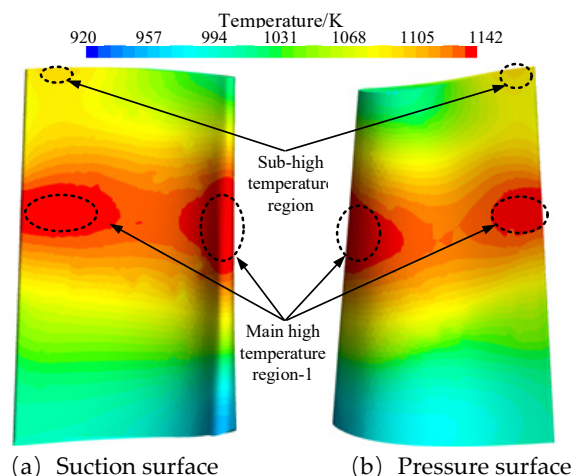 Temperature/K
920 957 994 1031 1068 1105 1142
Sub-high
temperature
region
Main high
temperature
region-1
(a) Suction surface
(b) Pressure surface